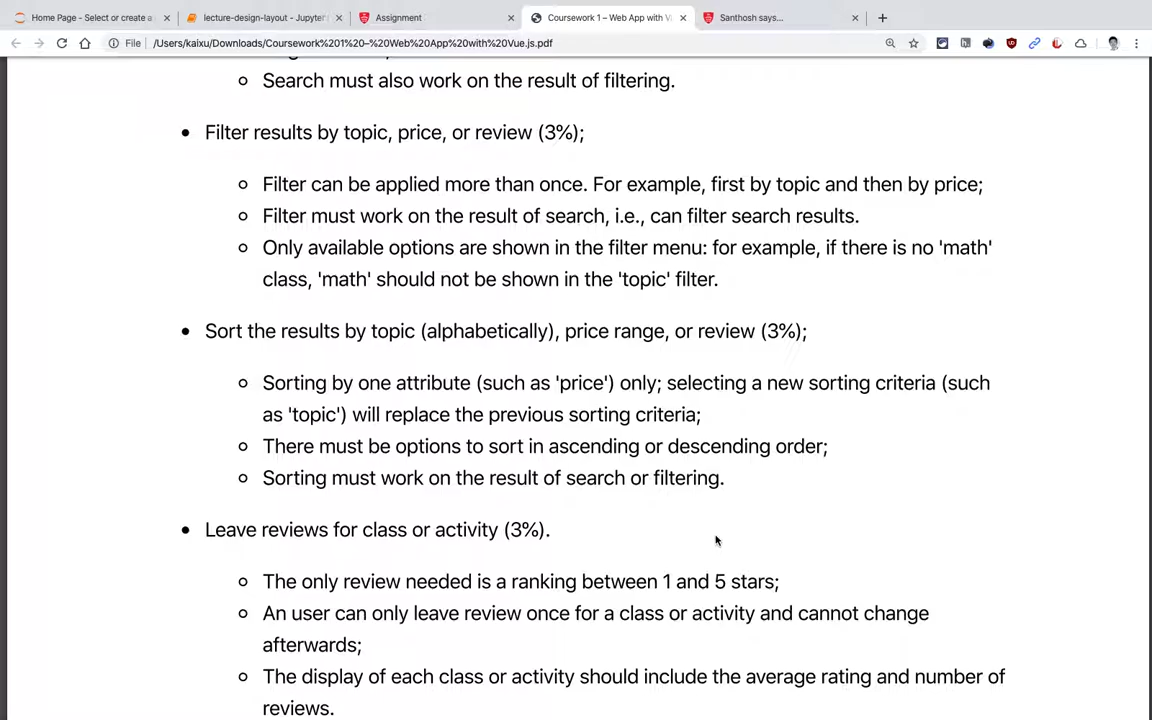 Home Page - Select or create a
lecture-design-layout - Jupyter
Assignment
Coursework 1 – Web App with V
Santhosh says...
File
/Users/kaixu/Downloads/Coursework%201%20–%20Web%20App%20with%20Vue.js.pdf
Search must also work on the result of filtering.
Filter results by topic, price, or review (3%);
Filter can be applied more than once. For example, first by topic and then by price;
Filter must work on the result of search, i.e., can filter search results.
Only available options are shown in the filter menu: for example, if there is no 'math'
class, 'math' should not be shown in the 'topic' filter.
Sort the results by topic (alphabetically), price range, or review (3%);
Sorting by one attribute (such as 'price') only; selecting a new sorting criteria (such
as 'topic') will replace the previous sorting criteria;
There must be options to sort in ascending or descending order;
Sorting must work on the result of search or filtering.
Leave reviews for class or activity (3%).
The only review needed is a ranking between 1 and 5 stars;
An user can only leave review once for a class or activity and cannot change
afterwards;
The display of each class or activity should include the average rating and number of
reviews.